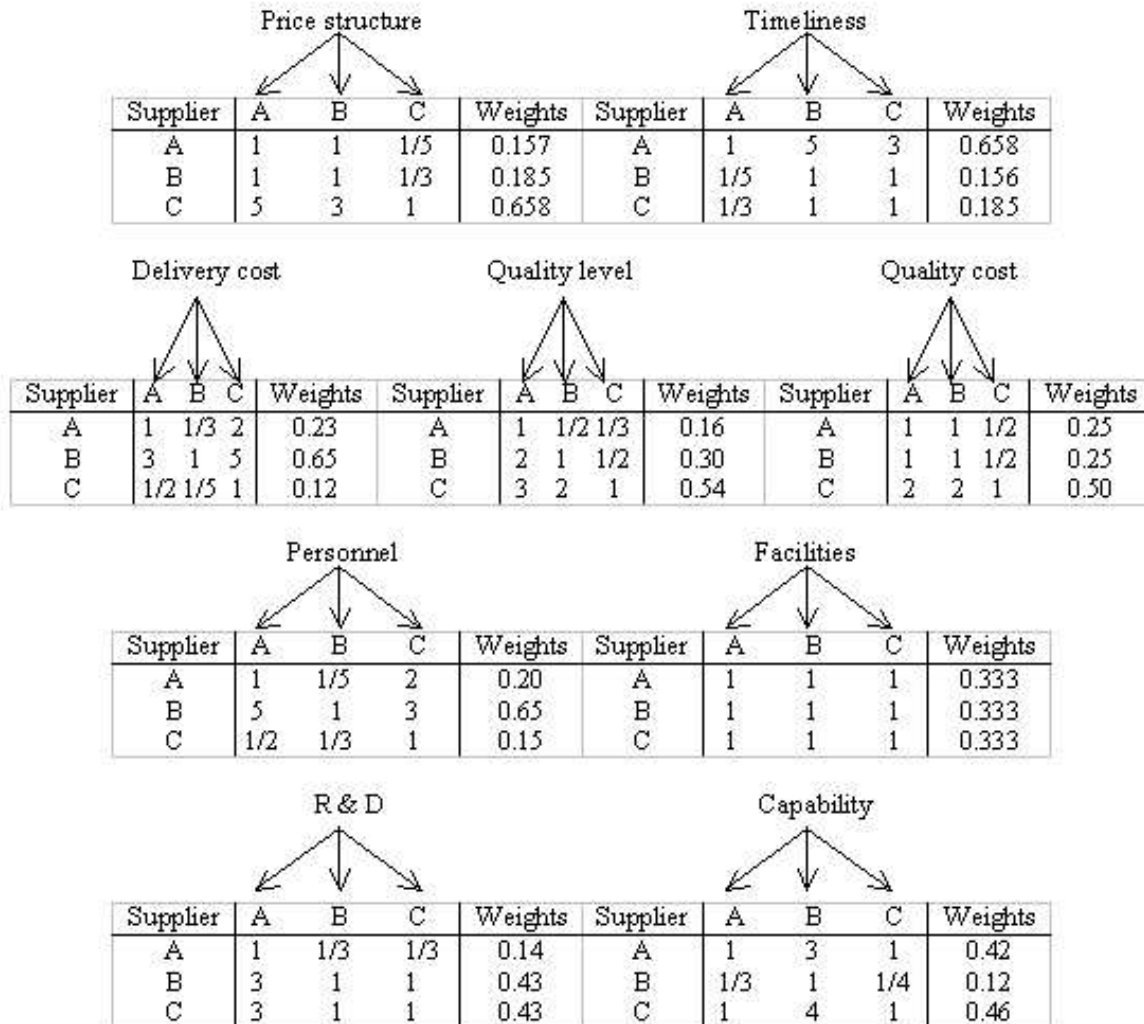 Price structure Timeliness
Supplier A B C Weights Supplier A B C Weights
A 1 1 1/5 0.157 A 1 5 3 0.658
B 1 1 1/3 0.185 B 1/5 1 1 0.156
C 5 3 1 0.658 C 1/3 1 1 0.185
Delivery cost Quality level Quality cost
Supplier A B C Weights Supplier A B C Weights Supplier A B C Weights
A 1 1/3 2 0.23 A 1 1/2 1/3 0.16 A 1 1 1/2 0.25
B 3 1 5 0.65 B 2 1 1/2 0.30 B 1 1 1/2 0.25
C 1/2 1/5 1 0.12 C 3 2 1 0.54 C 2 2 1 0.50
Personnel Facilities
Supplier A B C Weights Supplier A B C Weights
A 1 1/5 2 0.20 A 1 1 1 0.333
B 5 1 3 0.65 B 1 1 1 0.333
C 1/2 1/3 1 0.15 C 1 1 1 0.333
R & D Capability
Supplier A B C Weights Supplier A B C Weights
A 1 1/3 1/3 0.14 A 1 3 1 0.42
B 3 1 1 0.43 B 1/3 1 1/4 0.12
C 3 1 1 0.43 C 1 4 1 0.46